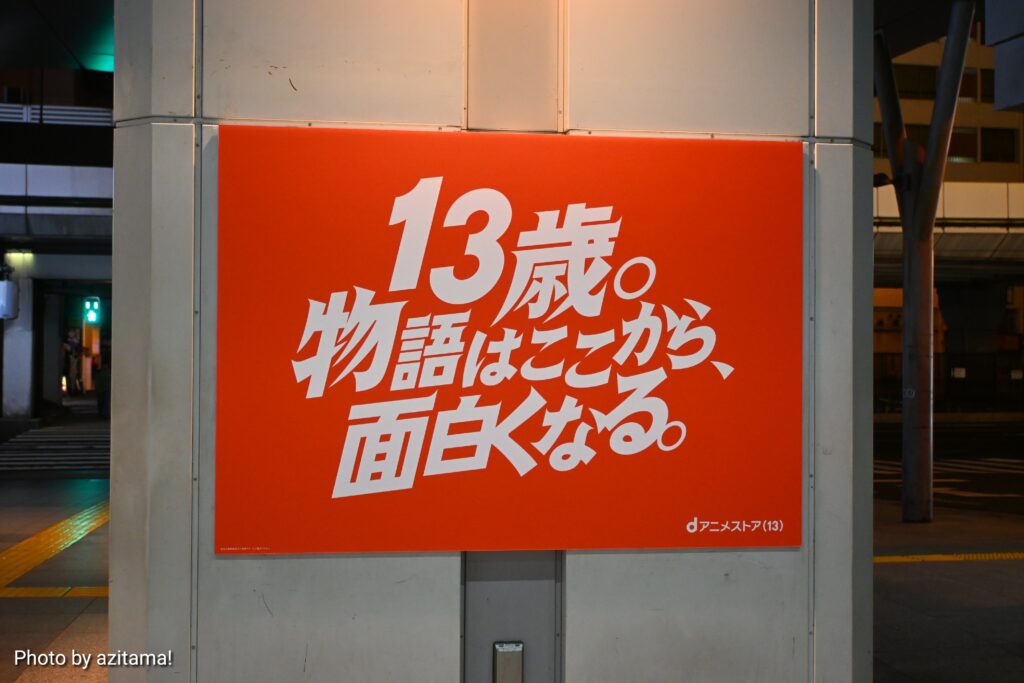 13歳。
物語はここから、
面白くなる。
dアニメストア(13)
Photo by azitama!